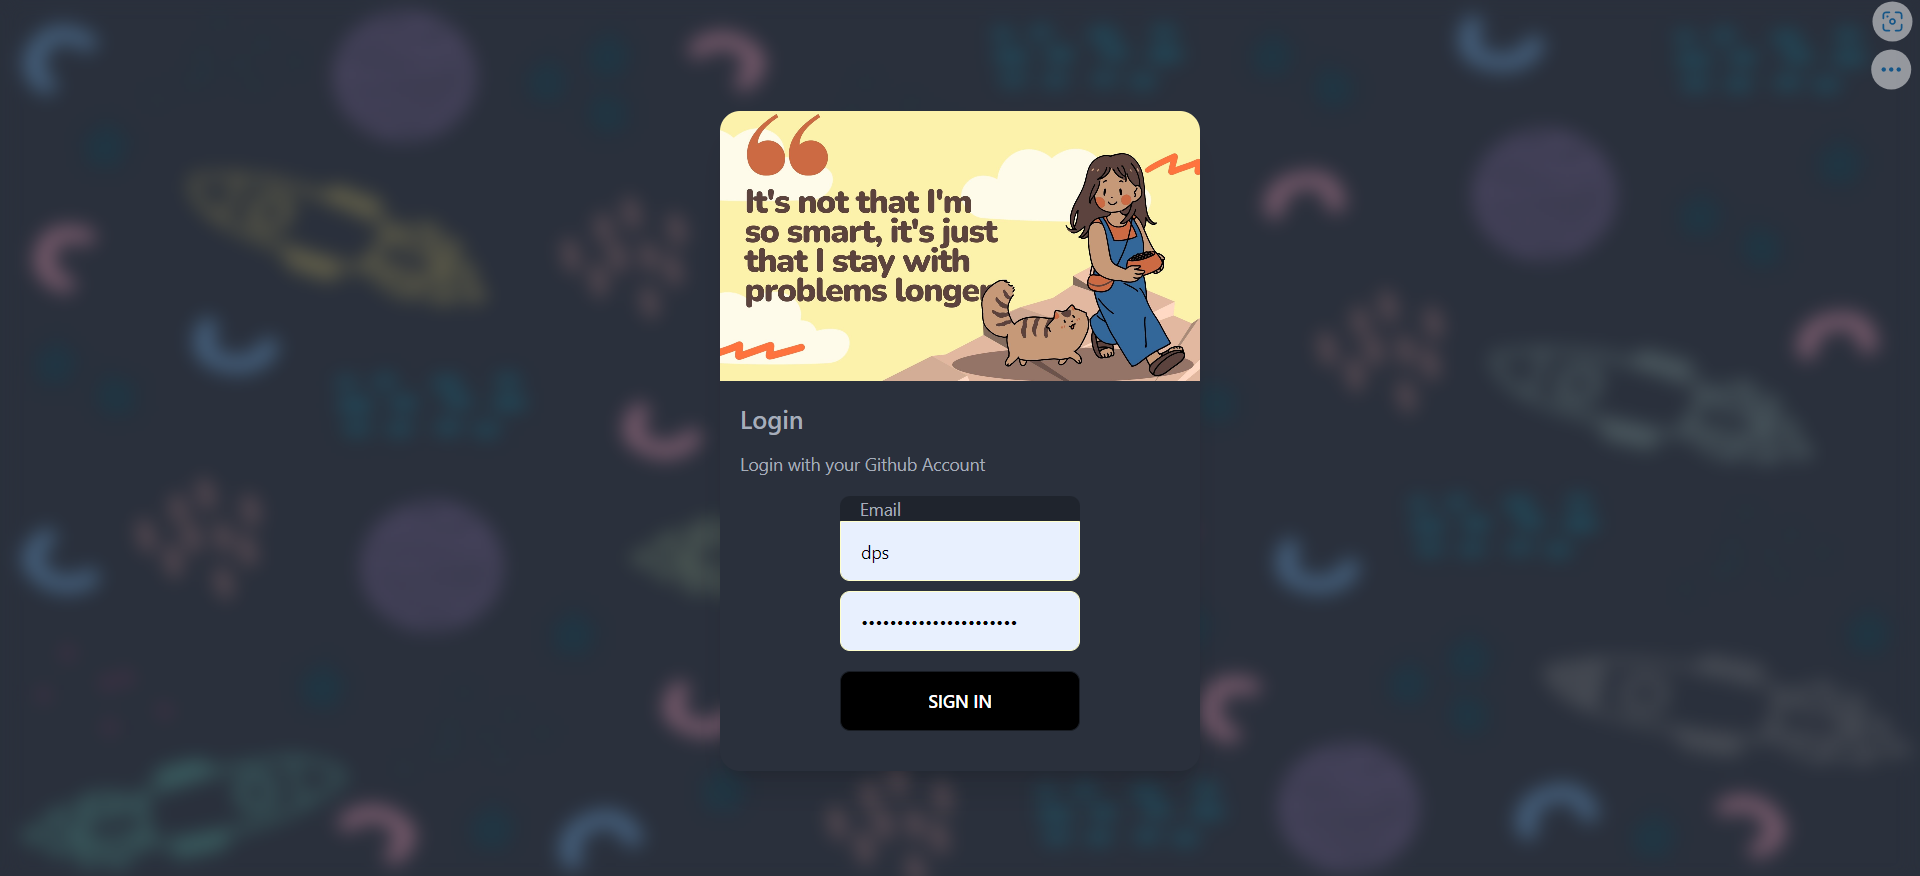 It's not that I'm
so smart, it's just
that I stay with
problems longer
Login
Login with your Github Account
Email
dps
•••••••••••••••••••••
SIGN IN